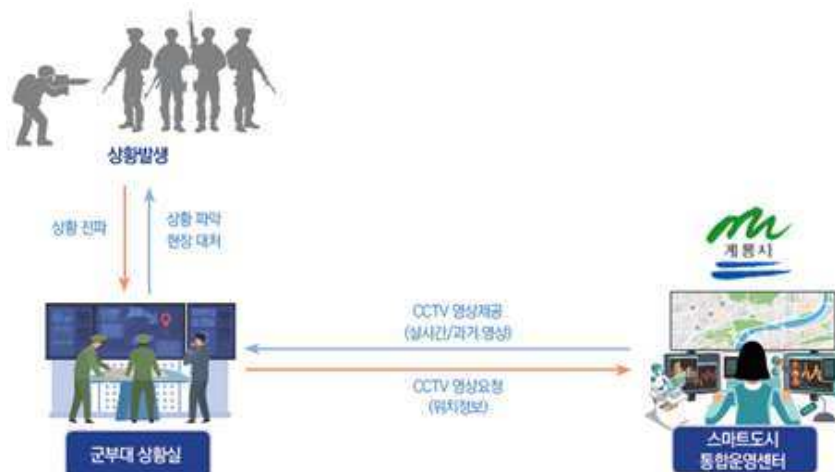 상황발생
상황 전파
상황 파악
현장 대처
계룡시
CCTV 영상제공
(실시간/과거 영상)
CCTV 영상요청
(위치정보)
군부대 상황실
스마트도시
통합운영센터